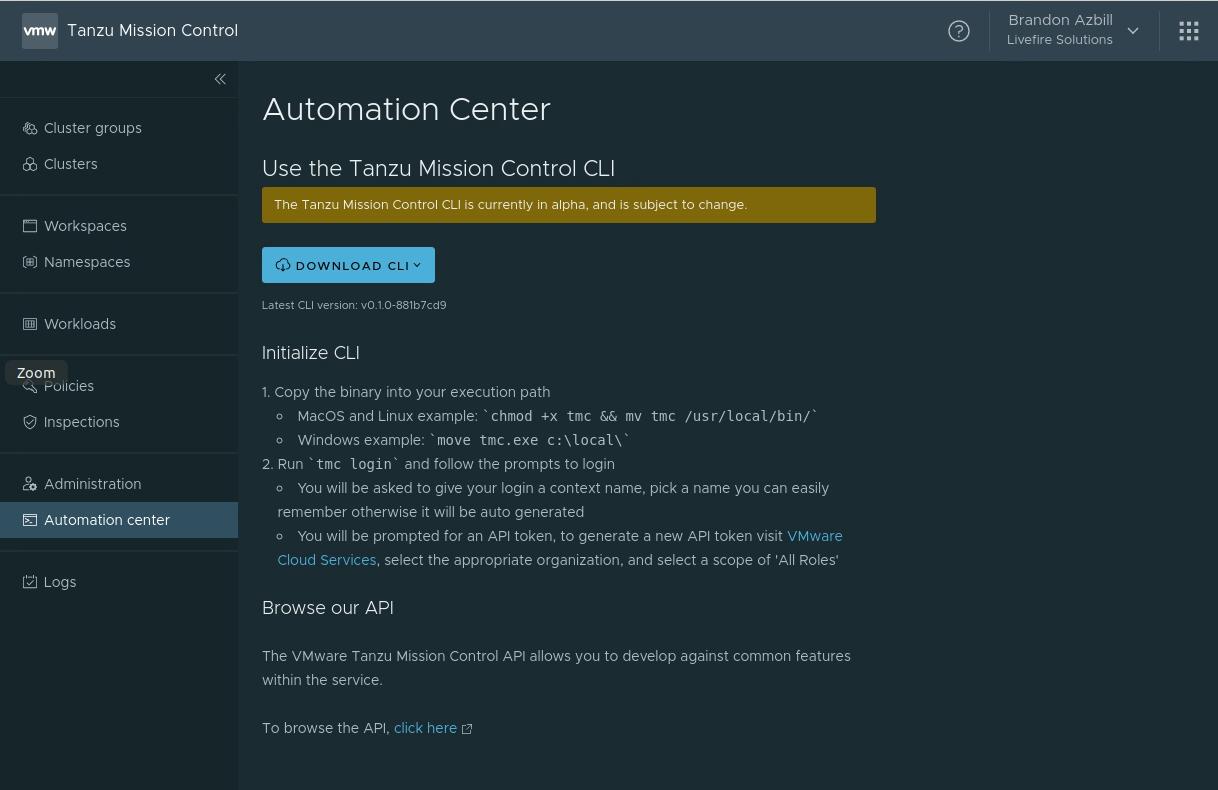 vmw Tanzu Mission Control
Brandon Azbill
Livefire Solutions
Cluster groups
Clusters
Workspaces
Namespaces
Workloads
Zoom
Policies
Inspections
Administration
Automation center
Logs
Automation Center
Use the Tanzu Mission Control CLI
The Tanzu Mission Control CLI is currently in alpha, and is subject to change.
DOWNLOAD CLI
Latest CLI version: v0.1.0-881b7cd9
Initialize CLI
1. Copy the binary into your execution path
MacOS and Linux example: `chmod +x tmc && mv tmc /usr/local/bin/`
Windows example: `move tmc.exe c:\local\`
2. Run `tmc login` and follow the prompts to login
You will be asked to give your login a context name, pick a name you can easily
remember otherwise it will be auto generated
You will be prompted for an API token, to generate a new API token visit VMware
Cloud Services, select the appropriate organization, and select a scope of 'All Roles'
Browse our API
The VMware Tanzu Mission Control API allows you to develop against common features
within the service.
To browse the API, click here